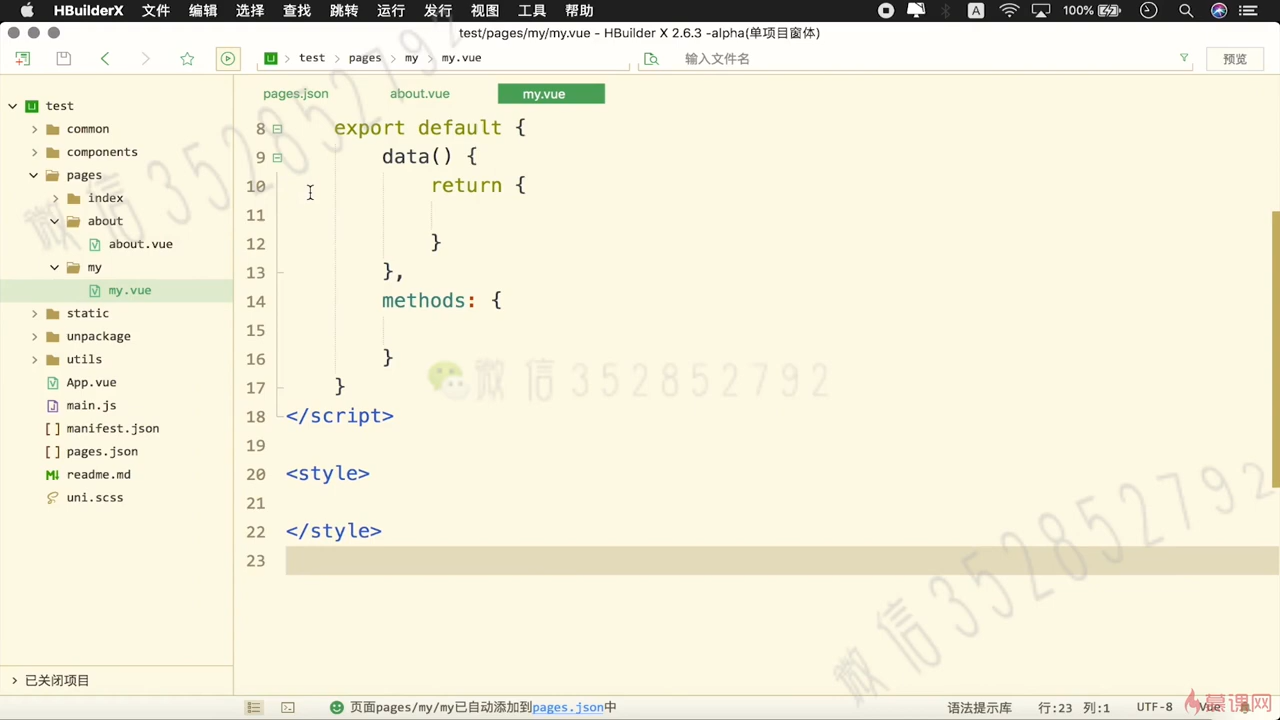 HBuilderX 文件 编辑 选择 查找 跳转 运行 发行 视图 工具 帮助 A 100%
test/pages/my/my.vue - HBuilder X 2.6.3 -alpha(单项目窗体)
test pages my my.vue 输入文件名 预览
pages.json about.vue my.vue
test
common
components
pages
index
about
about.vue
my
my.vue
static
unpackage
utils
App.vue
main.js
manifest.json
pages.json
readme.md
uni.scss
已关闭项目
8 export default {
9 data() {
10 return {
11
12 }
13 },
14 methods: {
15
16 }
17 }
18 </script>
19
20 <style>
21
22 </style>
23
微信352852792
微信352852792
微信352852792
页面pages/my/my已自动添加到pages.json中
语法提示库 行:23 列:1 UTF-8 Vue
慕课网